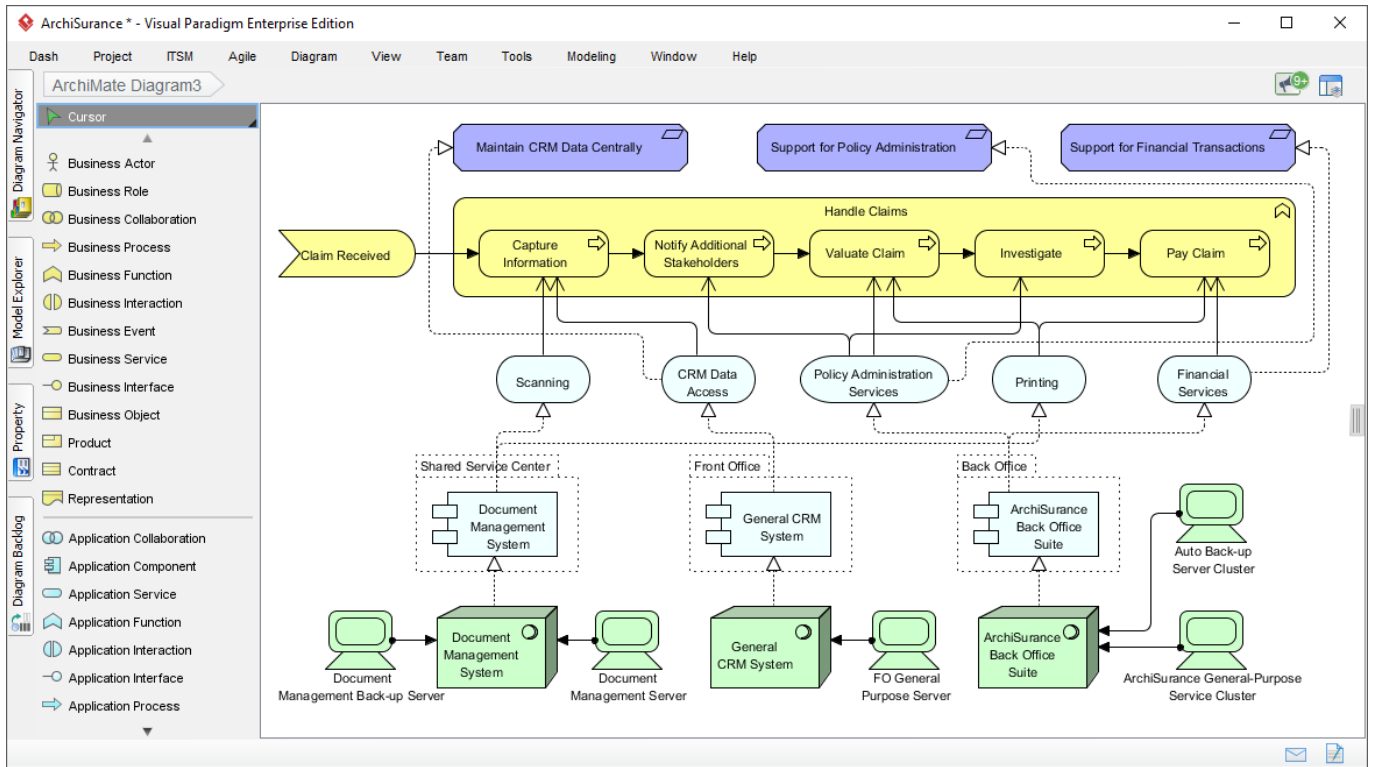 ArchiSurance * - Visual Paradigm Enterprise Edition
Dash Project ITSM Agile Diagram View Team Tools Modeling Window Help
ArchiMate Diagram3
9+
Diagram Navigator
Model Explorer
Property
Diagram Backlog
Cursor
Business Actor
Business Role
Business Collaboration
Business Process
Business Function
Business Interaction
Business Event
Business Service
Business Interface
Business Object
Product
Contract
Representation
Application Collaboration
Application Component
Application Service
Application Function
Application Interaction
Application Interface
Application Process
Maintain CRM Data Centrally
Support for Policy Administration
Support for Financial Transactions
Handle Claims
Claim Received
Capture
Information
Notify Additional
Stakeholders
Valuate Claim
Investigate
Pay Claim
Scanning
CRM Data
Access
Policy Administration
Services
Printing
Financial
Services
Shared Service Center
Document
Management
System
Front Office
General CRM
System
Back Office
ArchiSurance
Back Office
Suite
Auto Back-up
Server Cluster
Document
Management Back-up Server
Document
Management
System
Document
Management Server
General
CRM System
FO General
Purpose Server
ArchiSurance
Back Office
Suite
ArchiSurance General-Purpose
Service Cluster